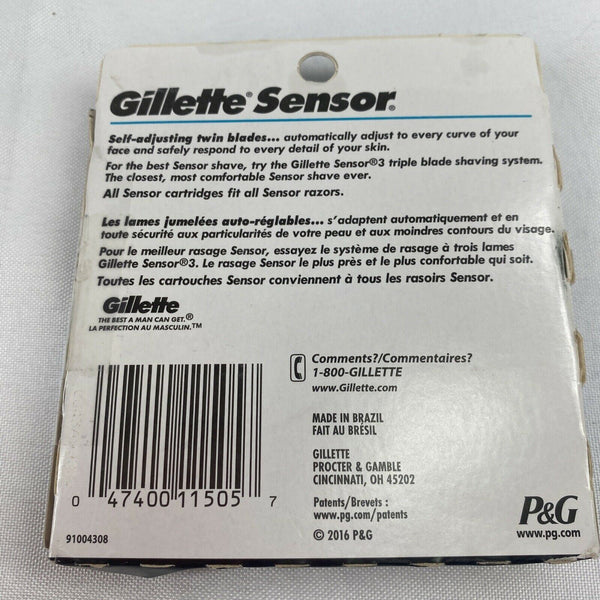 Gillette® Sensor®
Self-adjusting twin blades... automatically adjust to every curve of your
face and safely respond to every detail of your skin.
For the best Sensor shave, try the Gillette Sensor®3 triple blade shaving system.
The closest, most comfortable Sensor shave ever.
All Sensor cartridges fit all Sensor razors.
Les lames jumelées auto-réglables... s'adaptent automatiquement et en
toute sécurité aux particularités de votre peau et aux moindres contours du visage.
Pour le meilleur rasage Sensor, essayez le système de rasage à trois lames
Gillette Sensor®3. Le rasage Sensor le plus près et le plus confortable qui soit.
Toutes les cartouches Sensor conviennent à tous les rasoirs Sensor.
Gillette
THE BEST A MAN CAN GET.®
LA PERFECTION AU MASCULIN.™
Comments?/Commentaires?
1-800-GILLETTE
www.Gillette.com
MADE IN BRAZIL
FAIT AU BRÉSIL
GILLETTE
PROCTER & GAMBLE
CINCINNATI, OH 45202
Patents/Brevets :
www.pg.com/patents
© 2016 P&G
0 47400 11505 7
91004308
P&G
www.pg.com